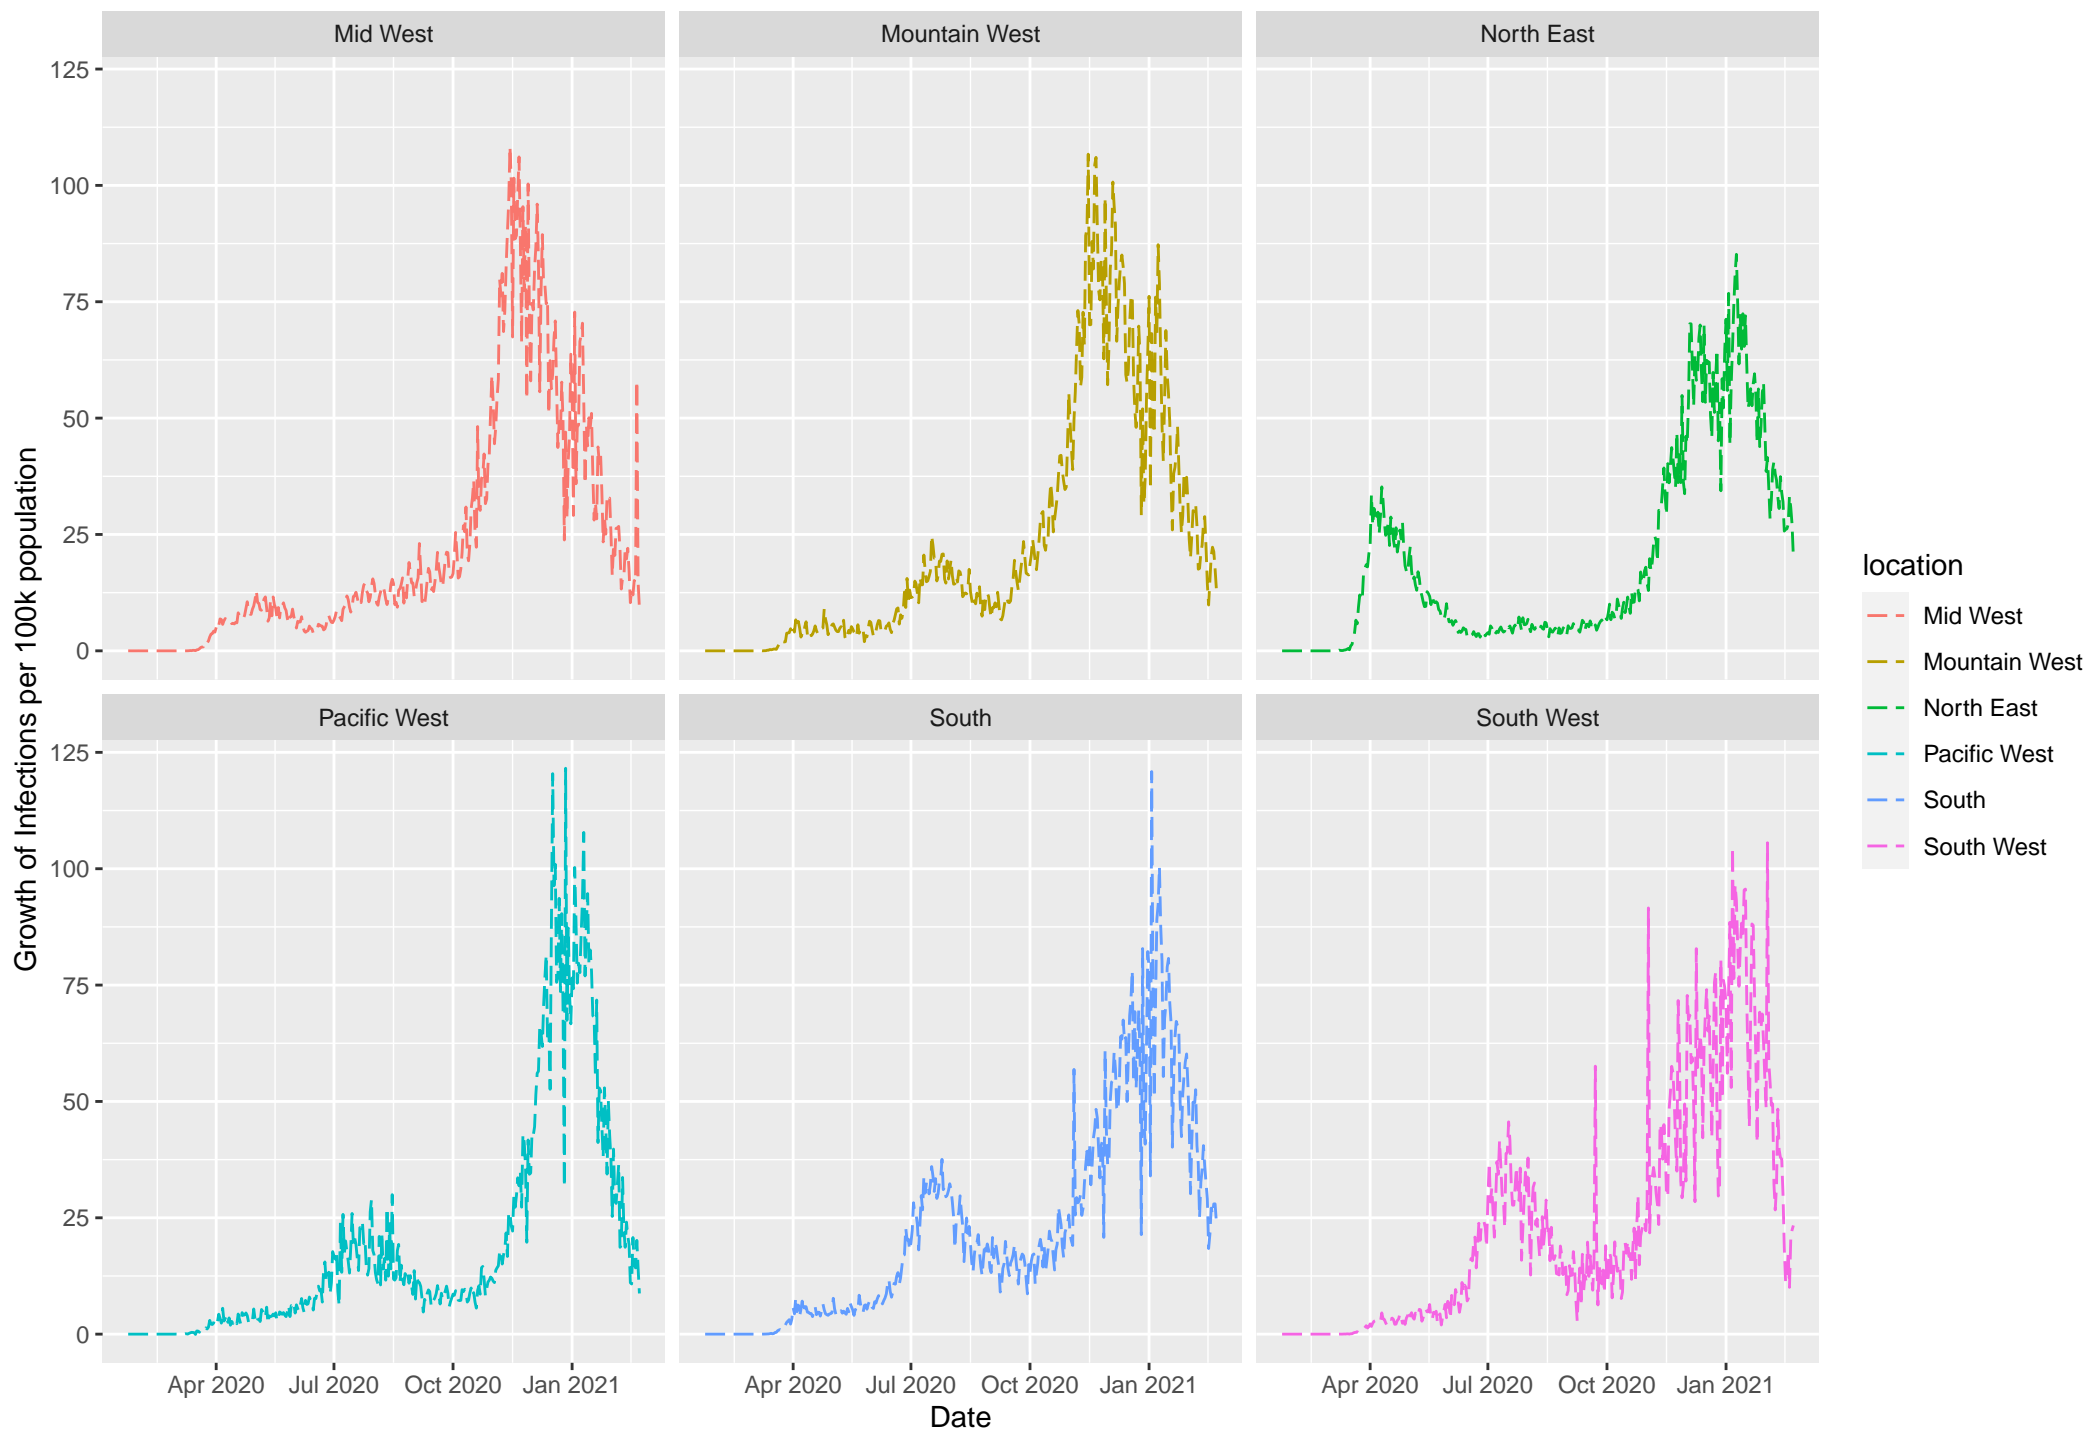 Mid West
Mountain West
North East
125
100
75
50
25
0
Pacific West
South
South West
125
100
75
50
25
0
Growth of Infections per 100k population
Apr 2020 Jul 2020 Oct 2020 Jan 2021
Apr 2020 Jul 2020 Oct 2020 Jan 2021
Apr 2020 Jul 2020 Oct 2020 Jan 2021
Date
location
Mid West
Mountain West
North East
Pacific West
South
South West